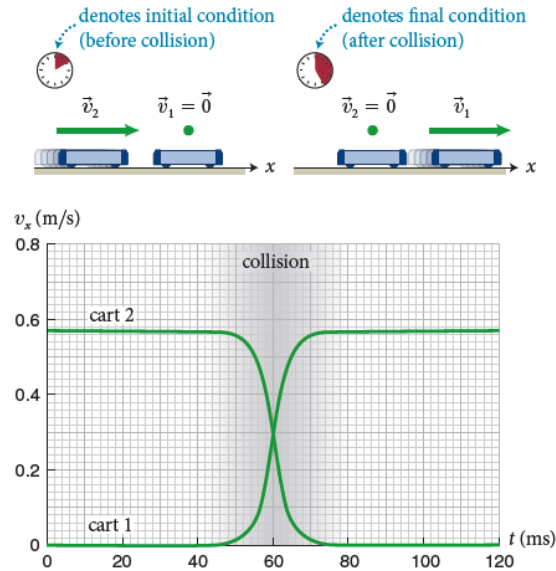 denotes initial condition
(before collision)
denotes final condition
(after collision)
v⃗₂ v⃗₁ = 0⃗ v⃗₂ = 0⃗ v⃗₁
x x
vₓ (m/s)
0.8
collision
cart 2
0.6
0.4
0.2
cart 1
0
t (ms)
0 20 40 60 80 100 120